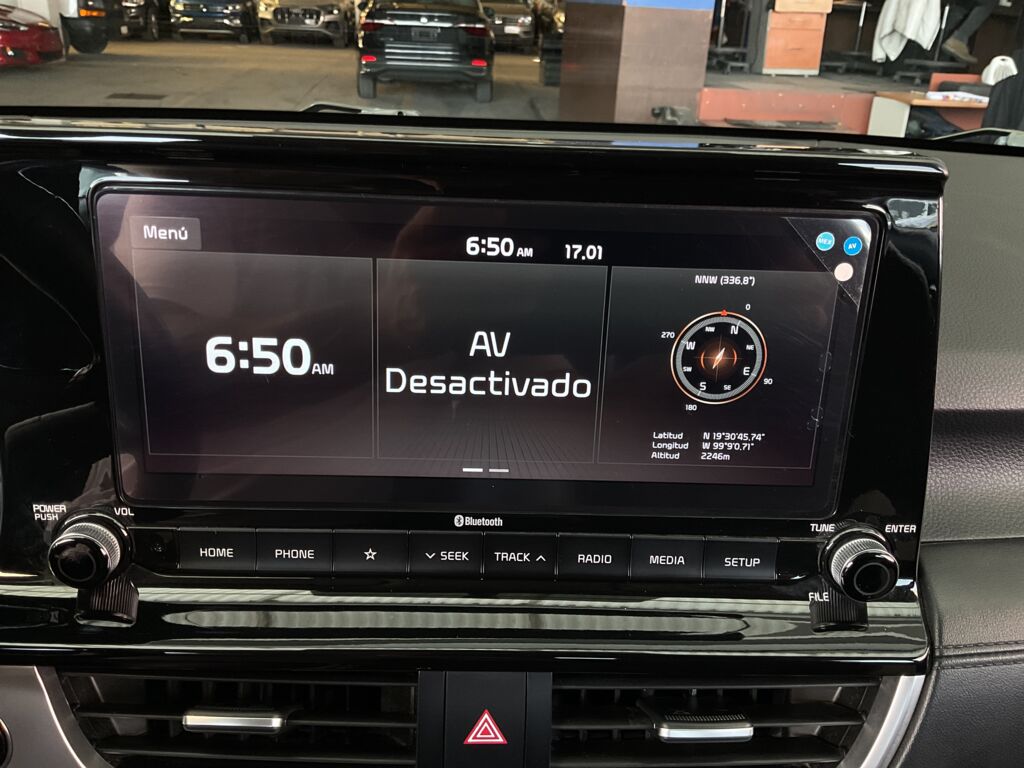 Menú
6:50 AM 17.01
MEX
AV
6:50 AM
AV
Desactivado
NNW (336.8°)
0
270
90
180
NW N NE
W E
SW S SE
Latitud N 19°30'45.74"
Longitud W 99°9'0.71"
Altitud 2246m
Bluetooth
POWER
PUSH
VOL
HOME
PHONE
SEEK
TRACK
RADIO
MEDIA
SETUP
TUNE
FILE
ENTER